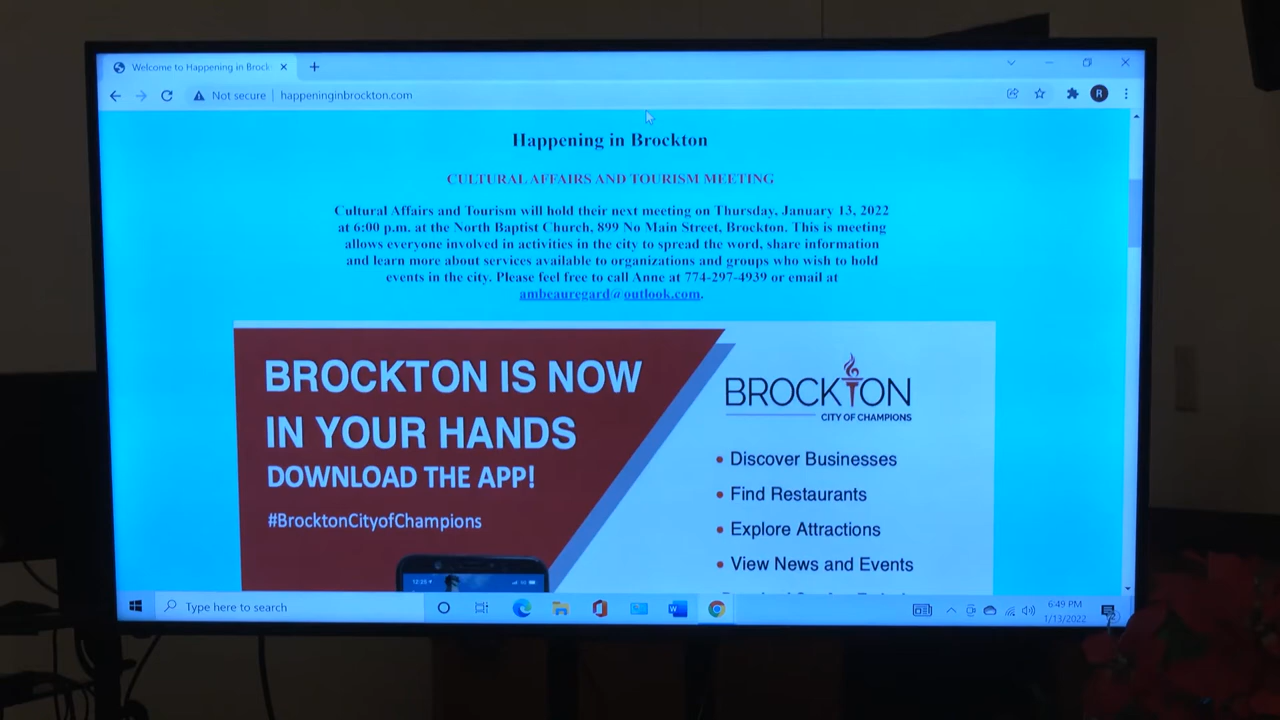 Welcome to Happening in Brock
Not secure
happeninginbrockton.com
R
Happening in Brockton
CULTURAL AFFAIRS AND TOURISM MEETING
Cultural Affairs and Tourism will hold their next meeting on Thursday, January 13, 2022
at 6:00 p.m. at the North Baptist Church, 899 No Main Street, Brockton. This is meeting
allows everyone involved in activities in the city to spread the word, share information
and learn more about services available to organizations and groups who wish to hold
events in the city. Please feel free to call Anne at 774-297-4939 or email at
ambeauregard@outlook.com.
BROCKTON IS NOW
IN YOUR HANDS
DOWNLOAD THE APP!
#BrocktonCityofChampions
BROCKTON
CITY OF CHAMPIONS
• Discover Businesses
• Find Restaurants
• Explore Attractions
• View News and Events
Type here to search
6:49 PM
1/13/2022